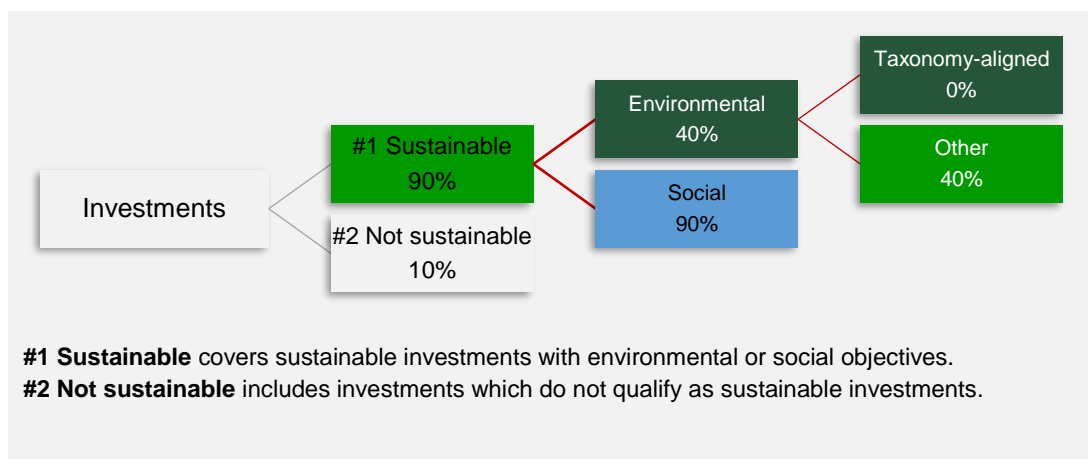 Investments
#1 Sustainable
90%
#2 Not sustainable
10%
Environmental
40%
Social
90%
Taxonomy-aligned
0%
Other
40%
#1 Sustainable covers sustainable investments with environmental or social objectives.
#2 Not sustainable includes investments which do not qualify as sustainable investments.